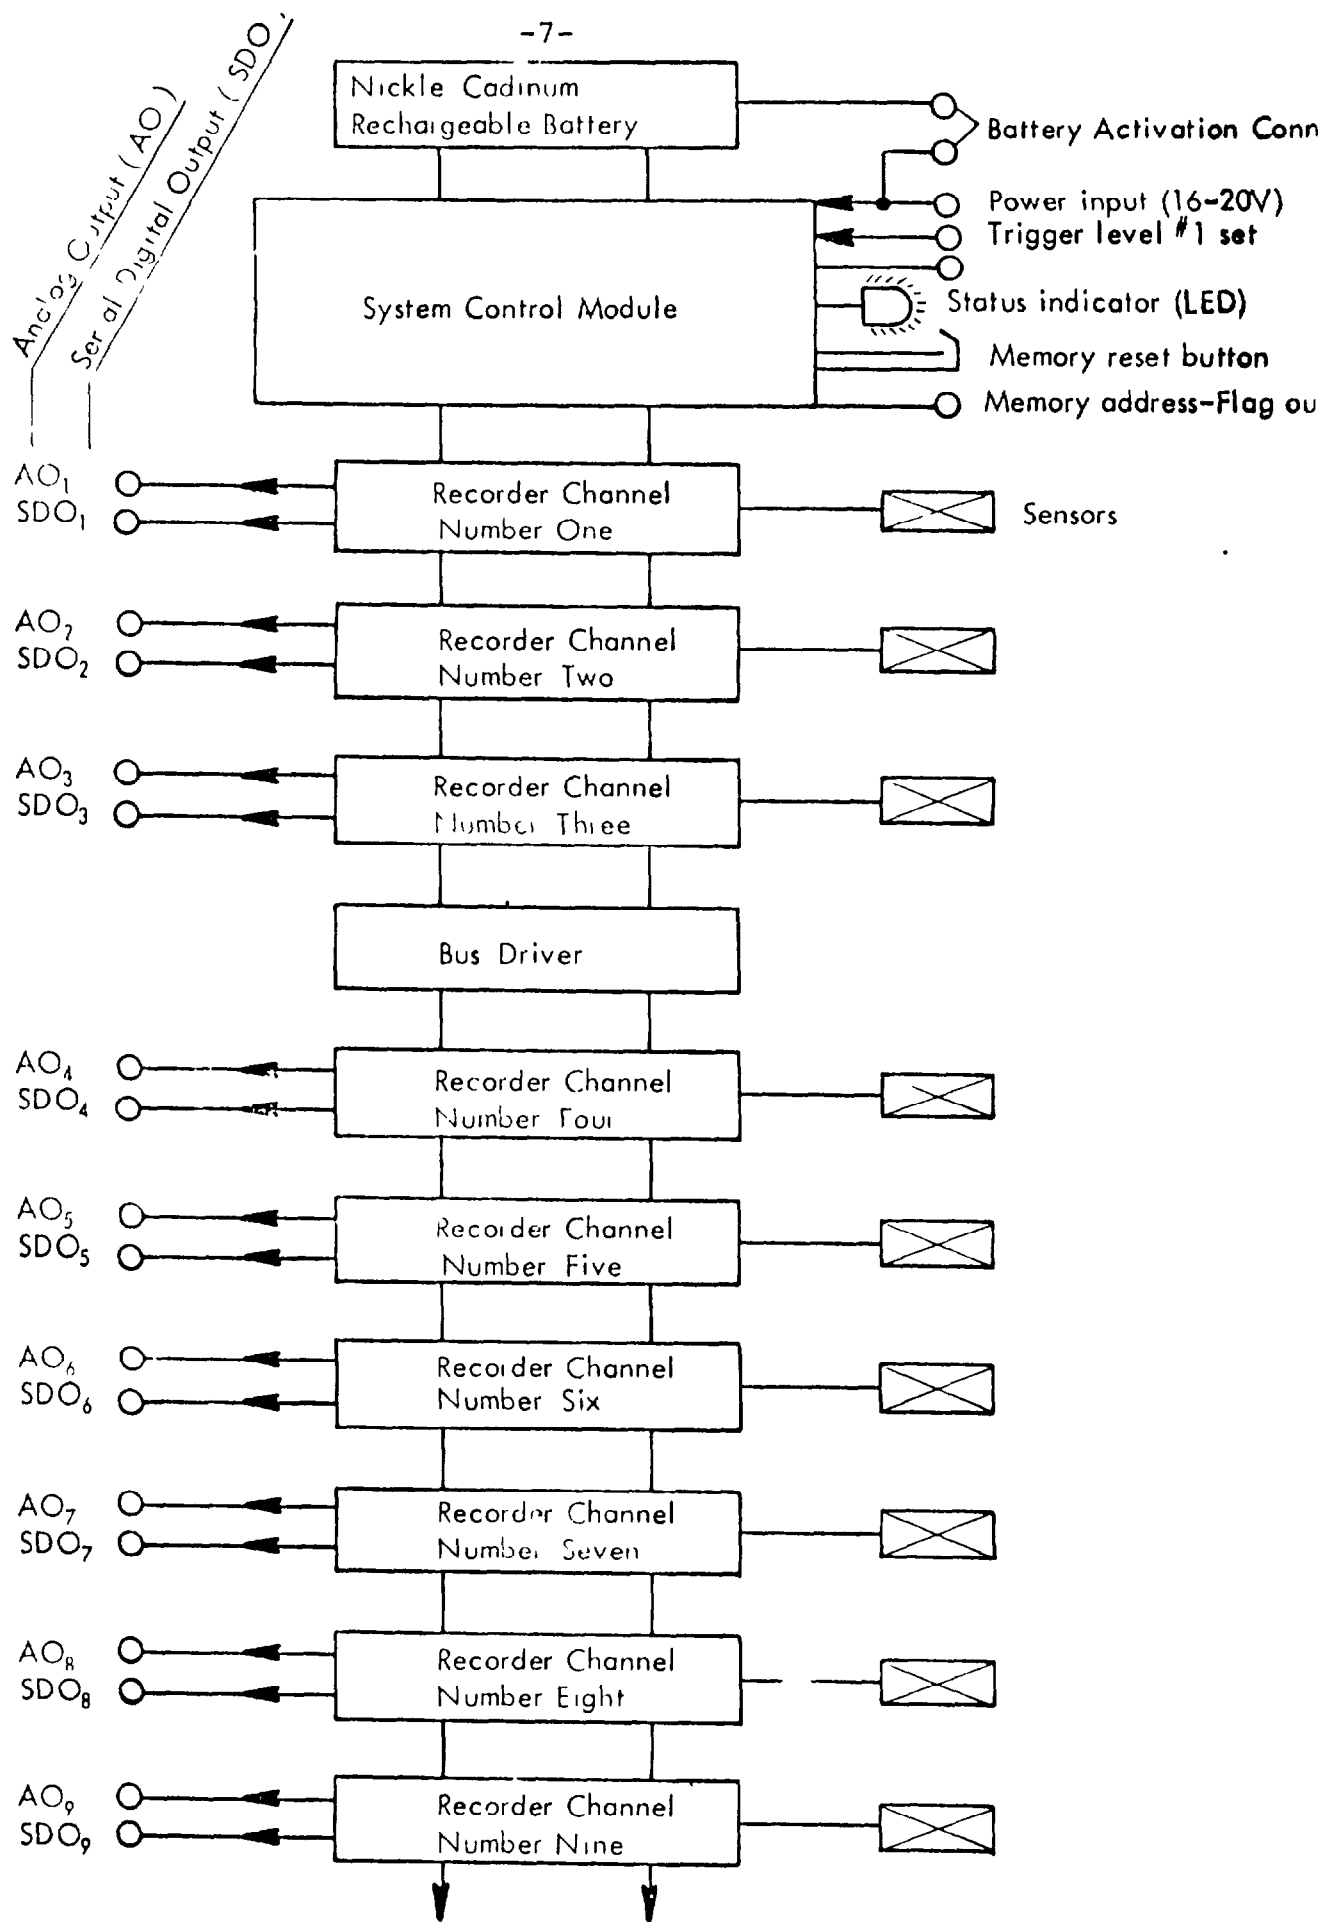 -7-
Analog Output (AO)
Serial Digital Output (SDO)
Nickle Cadinum
Rechargeable Battery
Battery Activation Conn
Power input (16-20V)
Trigger level #1 set
System Control Module
Status indicator (LED)
Memory reset button
Memory address-Flag ou
AO1
SDO1
Recorder Channel
Number One
Sensors
AO2
SDO2
Recorder Channel
Number Two
AO3
SDO3
Recorder Channel
Number Three
Bus Driver
AO4
SDO4
Recorder Channel
Number Four
AO5
SDO5
Recorder Channel
Number Five
AO6
SDO6
Recorder Channel
Number Six
AO7
SDO7
Recorder Channel
Number Seven
AO8
SDO8
Recorder Channel
Number Eight
AO9
SDO9
Recorder Channel
Number Nine